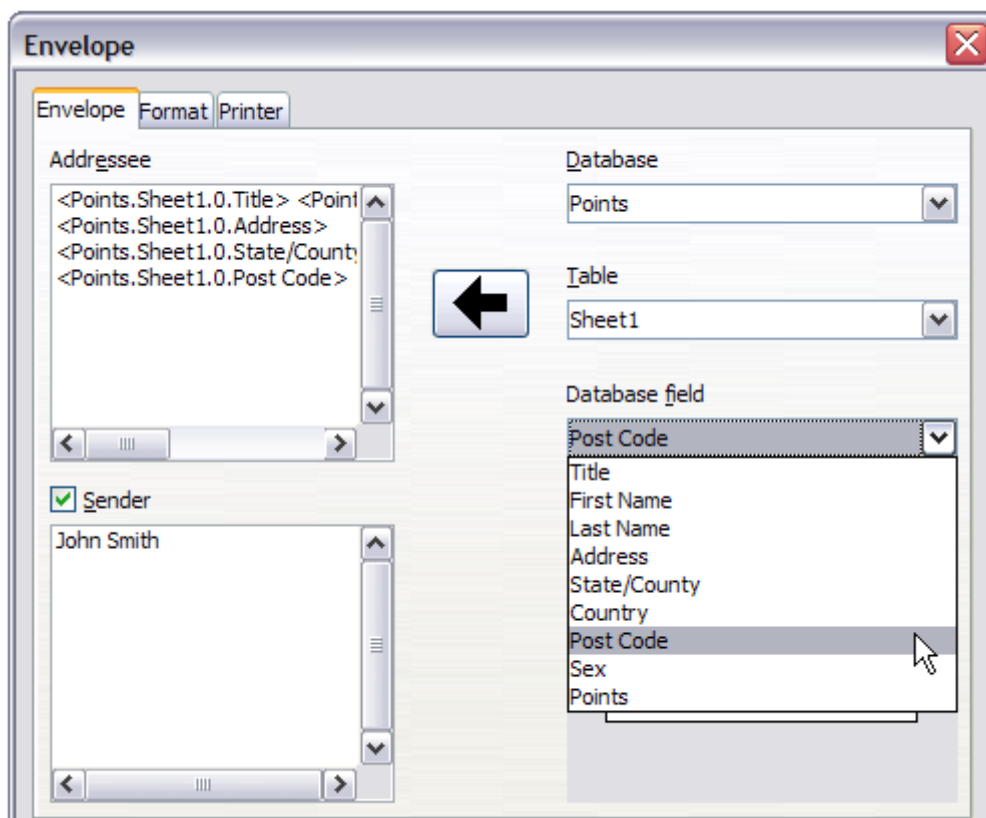 Envelope
Envelope Format Printer
Addressee
<Points.Sheet1.0.Title>
<Points.Sheet1.0.Address>
<Points.Sheet1.0.State/County
<Points.Sheet1.0.Post Code>
Sender
John Smith
Database
Points
Table
Sheet1
Database field
Post Code
Title
First Name
Last Name
Address
State/County
Country
Post Code
Sex
Points